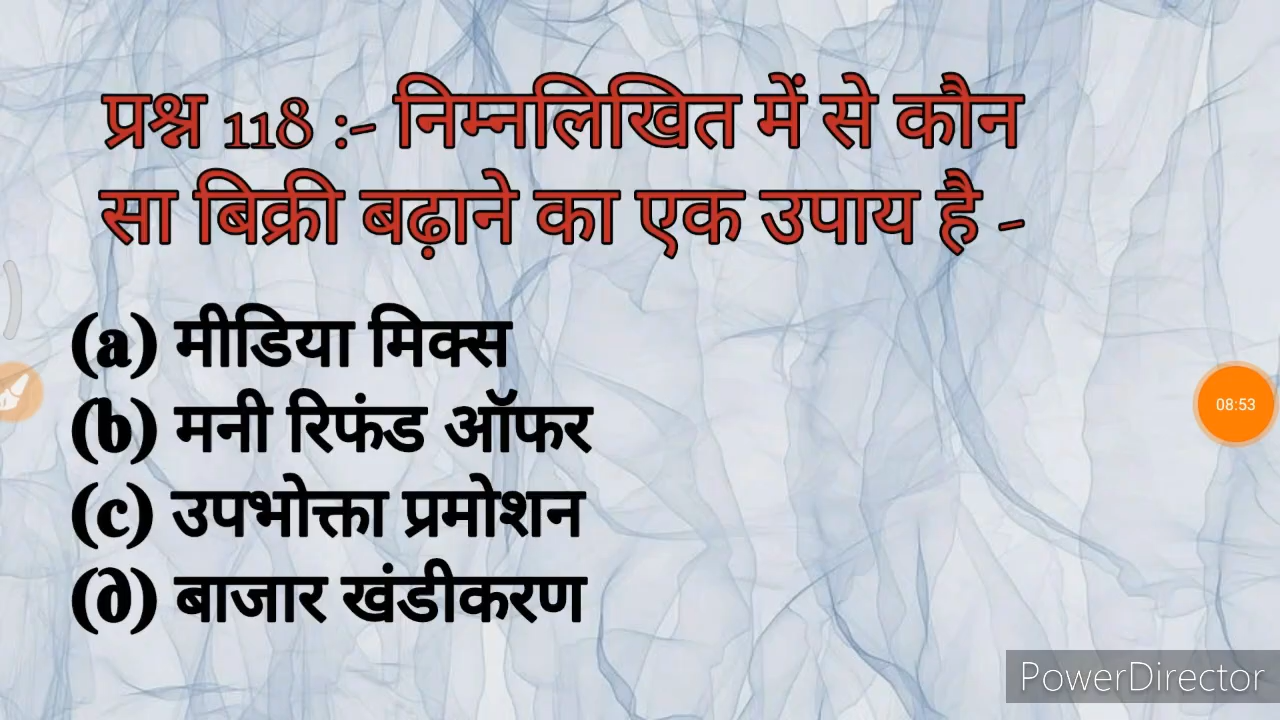 प्रश्न 118 :- निम्नलिखित में से कौन
सा बिक्री बढ़ाने का एक उपाय है -
(a) मीडिया मिक्स
(b) मनी रिफंड ऑफर
(c) उपभोक्ता प्रमोशन
(d) बाजार खंडीकरण
08:53
PowerDirector